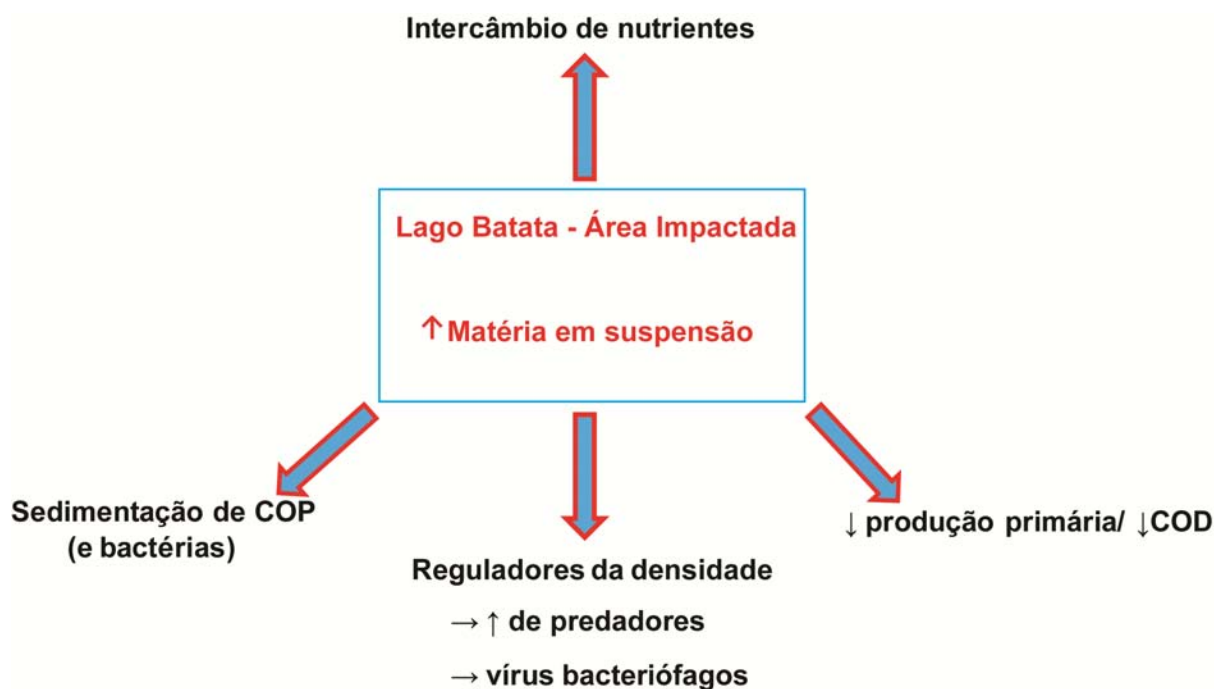 Intercâmbio de nutrientes
Lago Batata - Área Impactada
↑ Matéria em suspensão
Sedimentação de COP
(e bactérias)
↓ produção primária/ ↓COD
Reguladores da densidade
→ ↑ de predadores
→ vírus bacteriófagos